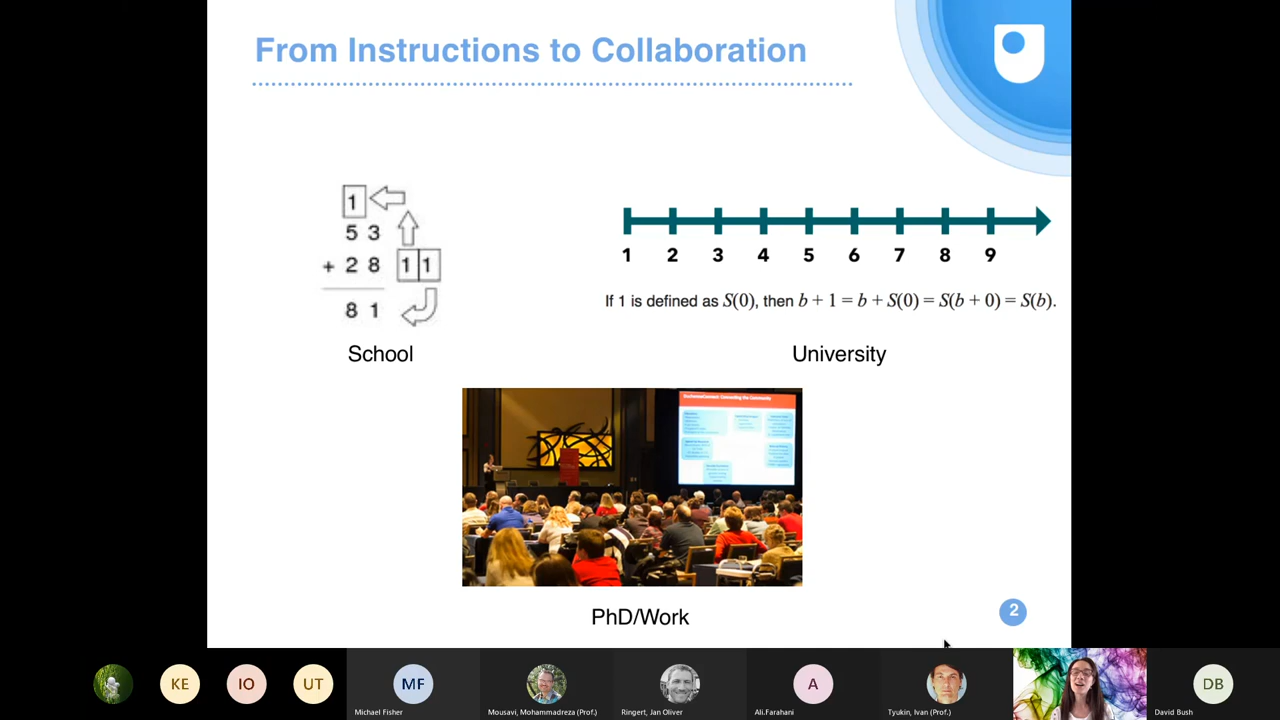 From Instructions to Collaboration
1
5 3
+ 2 8 1 1
8 1
School
1 2 3 4 5 6 7 8 9
If 1 is defined as S(0), then b + 1 = b + S(0) = S(b + 0) = S(b).
University
PhD/Work
2
KE
IO
UT
MF
A
DB
Michael Fisher
Mousavi, Mohammadreza (Prof.)
Ringert, Jan Oliver
Ali.Farahani
Tyukin, Ivan (Prof.)
David Bush